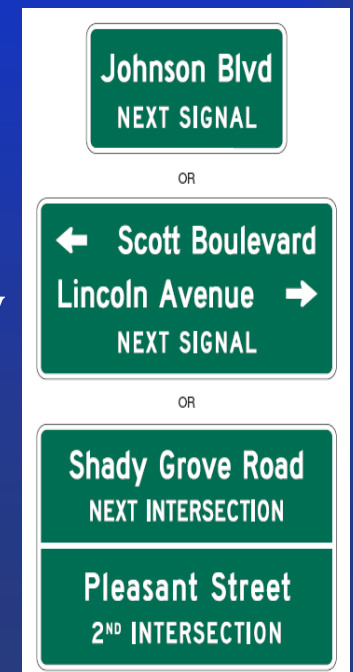 Johnson Blvd
NEXT SIGNAL
OR
← Scott Boulevard
Lincoln Avenue →
NEXT SIGNAL
OR
Shady Grove Road
NEXT INTERSECTION
Pleasant Street
2ND INTERSECTION